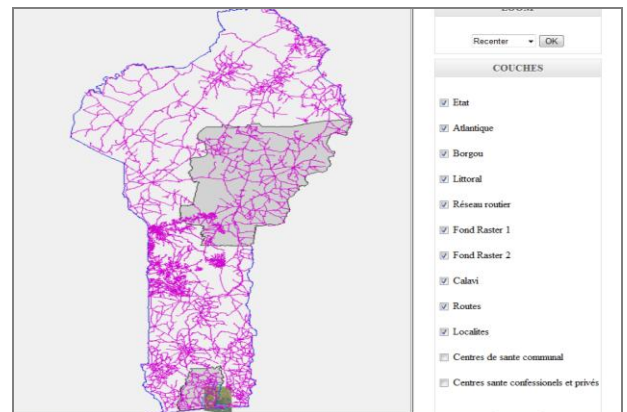 ZOOM
Recenter OK
COUCHES
Etat
Atlantique
Borgou
Littoral
Réseau routier
Fond Raster 1
Fond Raster 2
Calavi
Routes
Localites
Centres de sante communal
Centres sante confessionels et privés